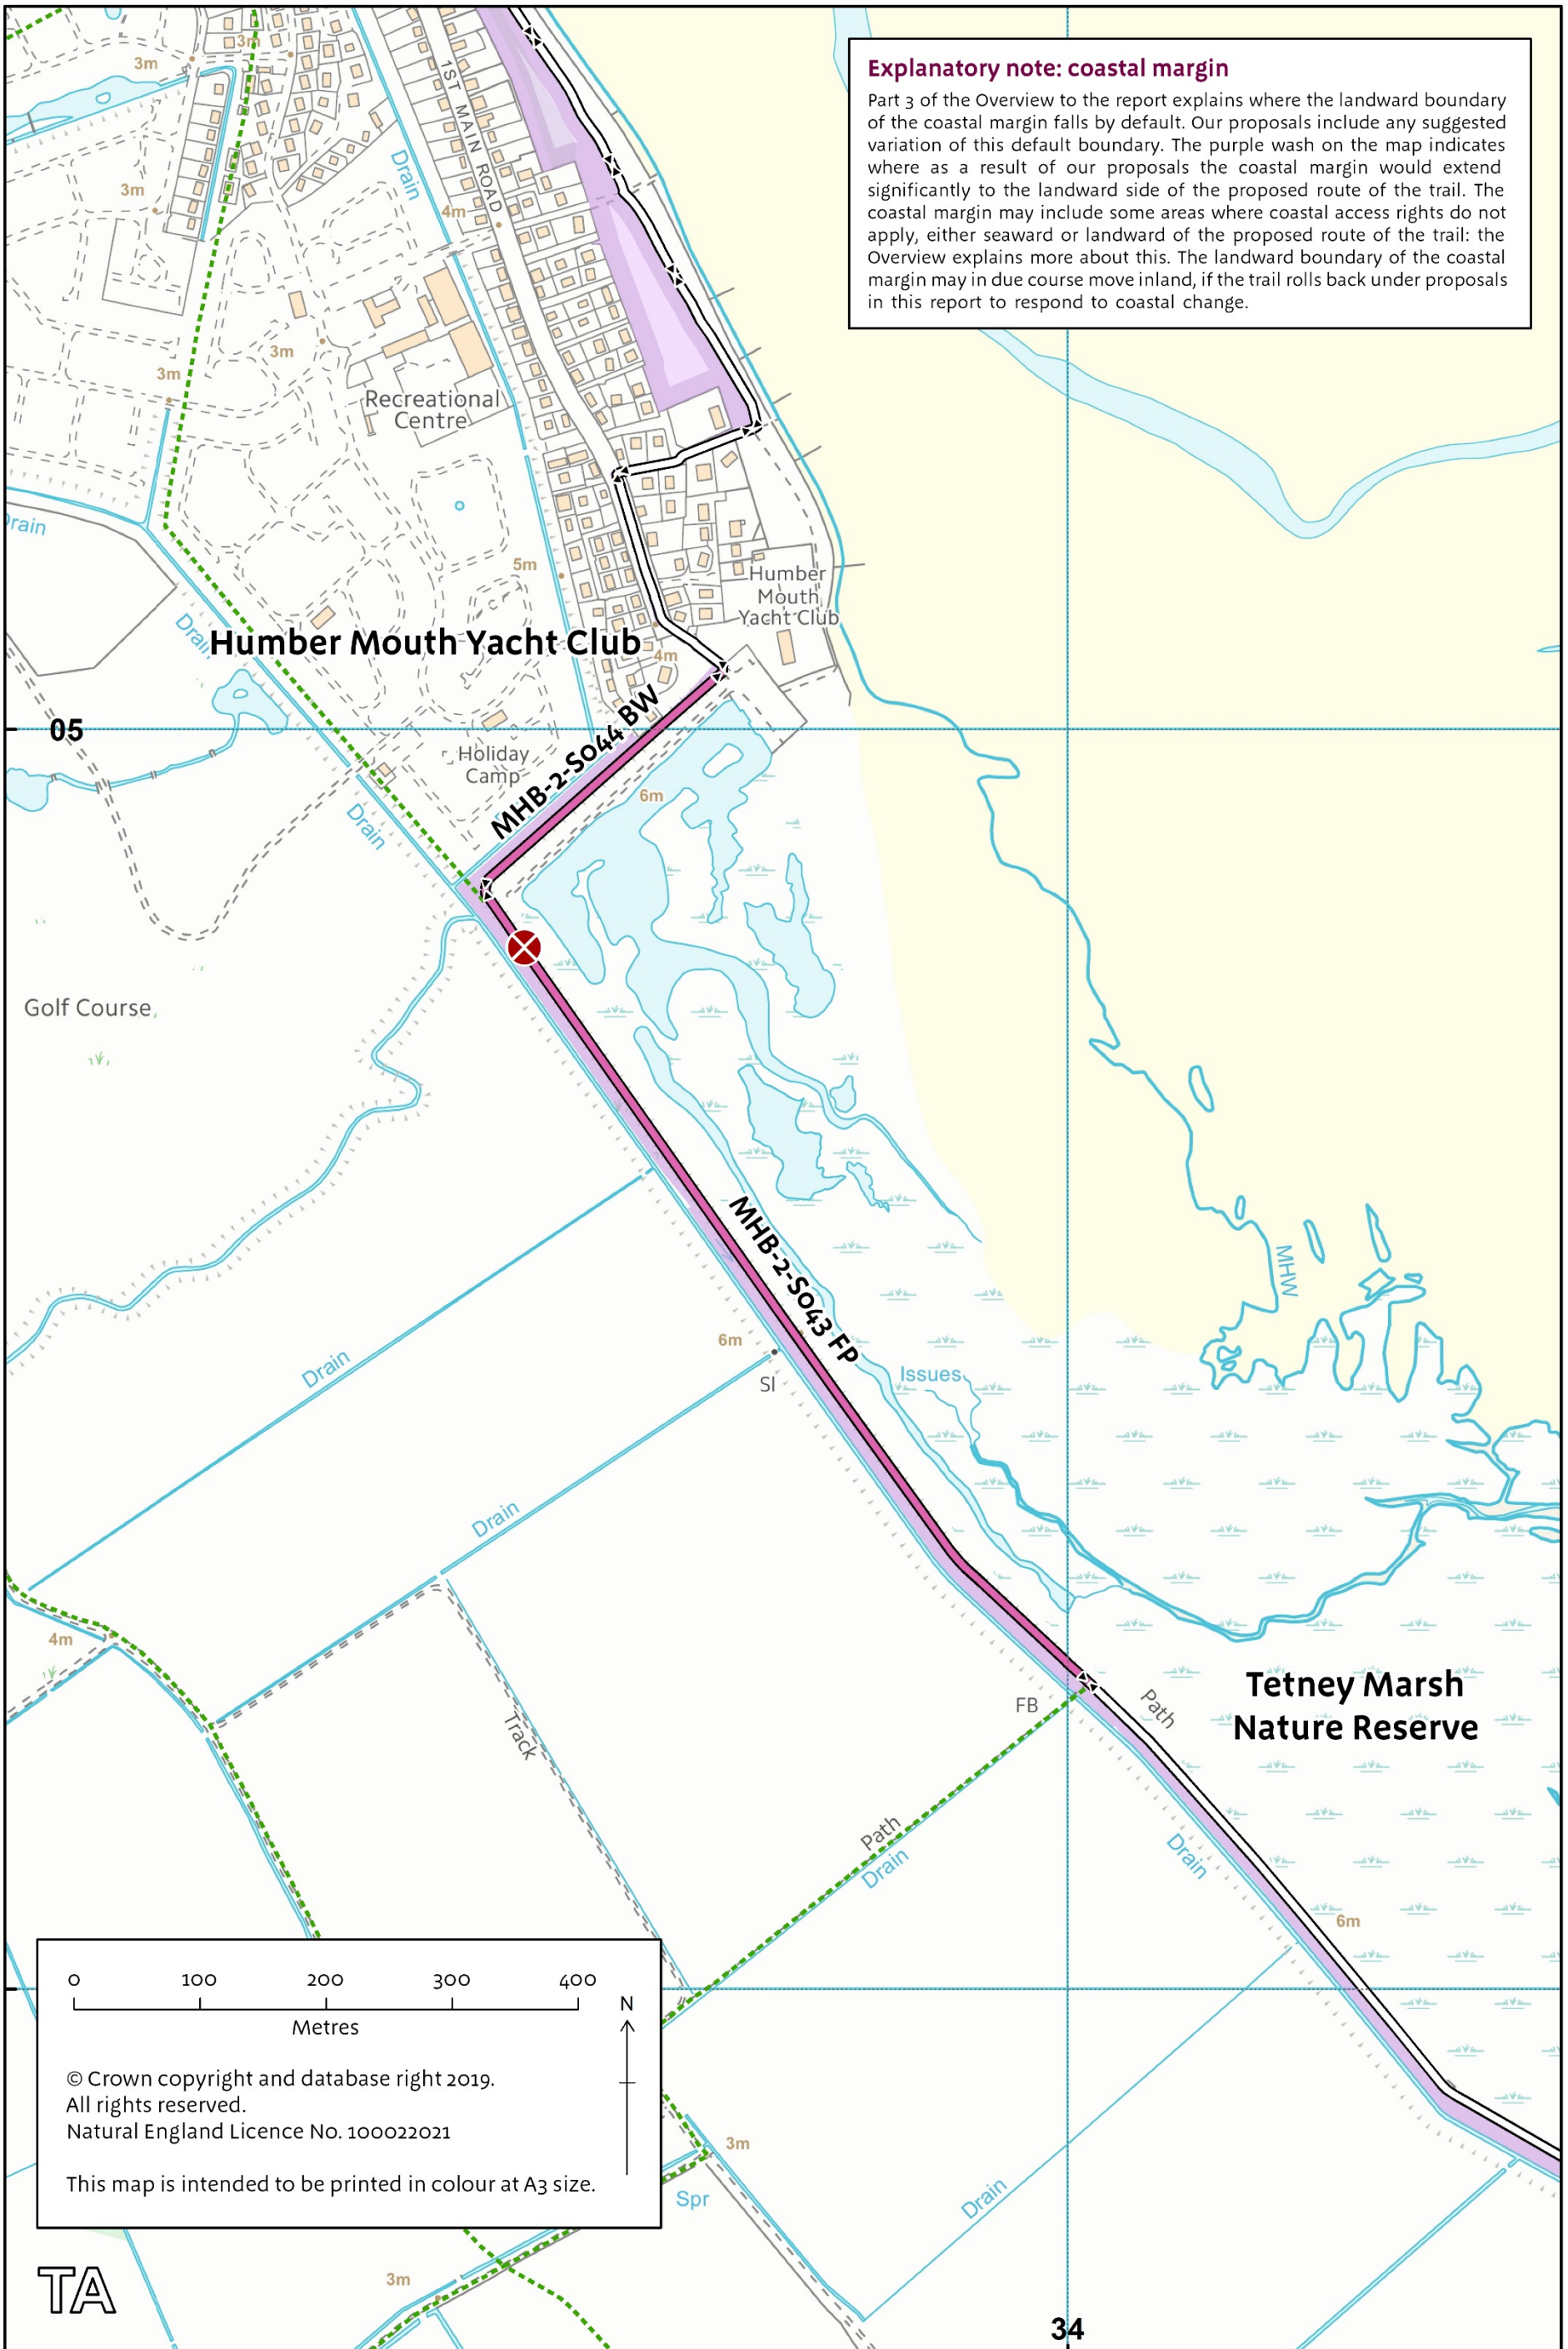 Explanatory note: coastal margin
Part 3 of the Overview to the report explains where the landward boundary
of the coastal margin falls by default. Our proposals include any suggested
variation of this default boundary. The purple wash on the map indicates
where as a result of our proposals the coastal margin would extend
significantly to the landward side of the proposed route of the trail. The
coastal margin may include some areas where coastal access rights do not
apply, either seaward or landward of the proposed route of the trail: the
Overview explains more about this. The landward boundary of the coastal
margin may in due course move inland, if the trail rolls back under proposals
in this report to respond to coastal change.
3m
3m
1ST MAIN ROAD
Drain
3m
4m
3m
3m
Recreational
Centre
Drain
5m
Humber
Mouth
Yacht Club
Drain
Humber Mouth Yacht Club
4m
05
MHB-2-S044 BW
Holiday
Camp
6m
Drain
Golf Course
MHB-2-S043 FP
MHW
6m
Drain
SI
Issues
Drain
4m
Track
FB
Path
Tetney Marsh
Nature Reserve
Path
Drain
Drain
6m
0 100 200 300 400
Metres
N
© Crown copyright and database right 2019.
All rights reserved.
Natural England Licence No. 100022021
This map is intended to be printed in colour at A3 size.
3m
Spr
Drain
3m
TA
34